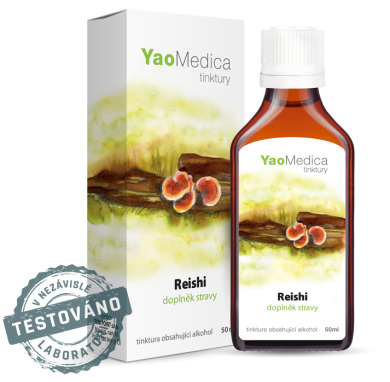 YaoMedica
tinktury
Reishi
doplněk stravy
tinktura obsahující alkohol 50ml
YaoMedica
tinktury
Reishi
doplněk stravy
tinktura obsahující alkohol 50ml
V NEZÁVISLÉ
TESTOVÁNO
LABORATOŘI